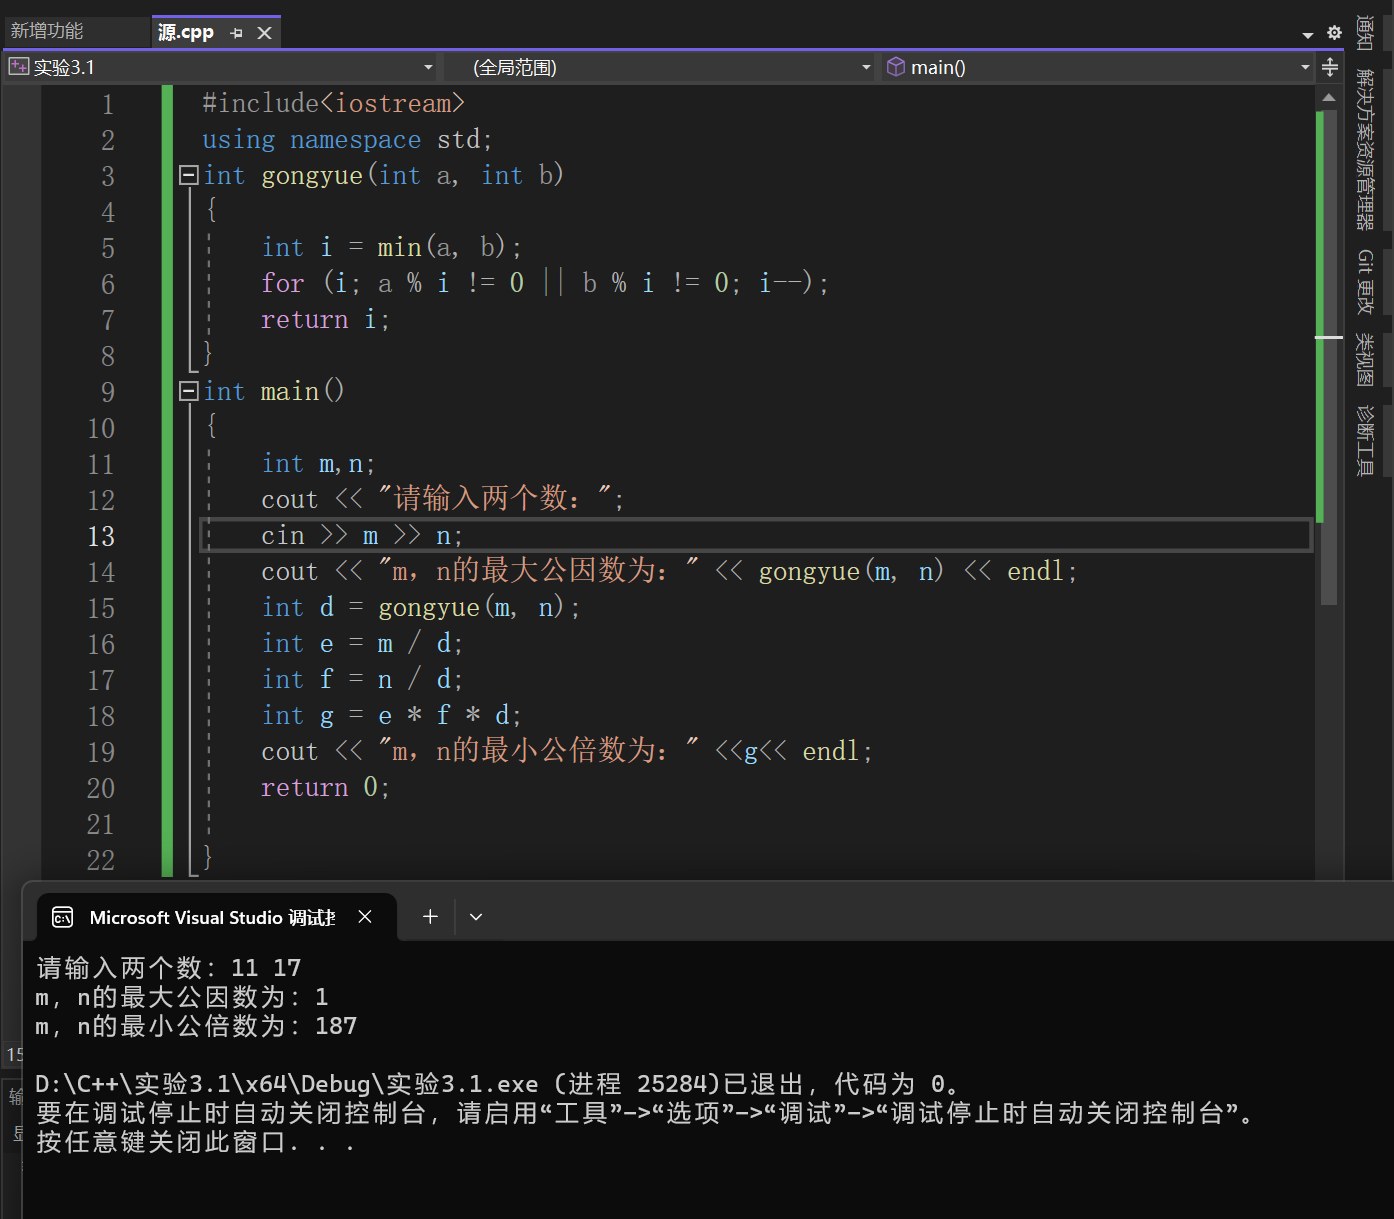 新增功能
源.cpp
实验3.1
(全局范围)
main()
1 #include<iostream>
2 using namespace std;
3 int gongyue(int a, int b)
4 {
5 int i = min(a, b);
6 for (i; a % i != 0 || b % i != 0; i--);
7 return i;
8 }
9 int main()
10 {
11 int m,n;
12 cout << "请输入两个数：";
13 cin >> m >> n;
14 cout << "m，n的最大公因数为：" << gongyue(m, n) << endl;
15 int d = gongyue(m, n);
16 int e = m / d;
17 int f = n / d;
18 int g = e * f * d;
19 cout << "m，n的最小公倍数为：" <<g<< endl;
20 return 0;
21
22 }
通知
解决方案资源管理器
Git 更改
类视图
诊断工具
Microsoft Visual Studio 调试
请输入两个数：11 17
m，n的最大公因数为：1
m，n的最小公倍数为：187
D:\C++\实验3.1\x64\Debug\实验3.1.exe (进程 25284)已退出，代码为 0。
要在调试停止时自动关闭控制台，请启用“工具”->“选项”->“调试”->“调试停止时自动关闭控制台”。
按任意键关闭此窗口. . .
15
输